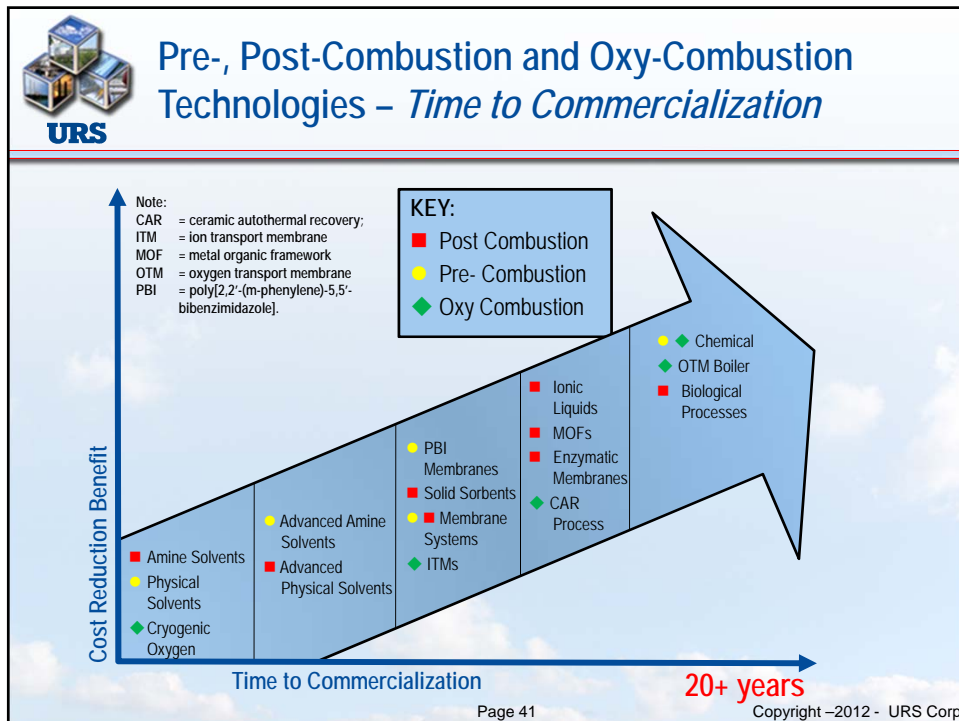 Pre-, Post-Combustion and Oxy-Combustion
Technologies – Time to Commercialization
URS
Note:
CAR = ceramic autothermal recovery;
ITM = ion transport membrane
MOF = metal organic framework
OTM = oxygen transport membrane
PBI = poly[2,2’-(m-phenylene)-5,5’-
bibenzimidazole].
KEY:
Post Combustion
Pre- Combustion
Oxy Combustion
Cost Reduction Benefit
Amine Solvents
Physical
Solvents
Cryogenic
Oxygen
Advanced Amine
Solvents
Advanced
Physical Solvents
PBI
Membranes
Solid Sorbents
Membrane
Systems
ITMs
Ionic
Liquids
MOFs
Enzymatic
Membranes
CAR
Process
Chemical
OTM Boiler
Biological
Processes
Time to Commercialization
20+ years
Page 41
Copyright –2012 - URS Corp